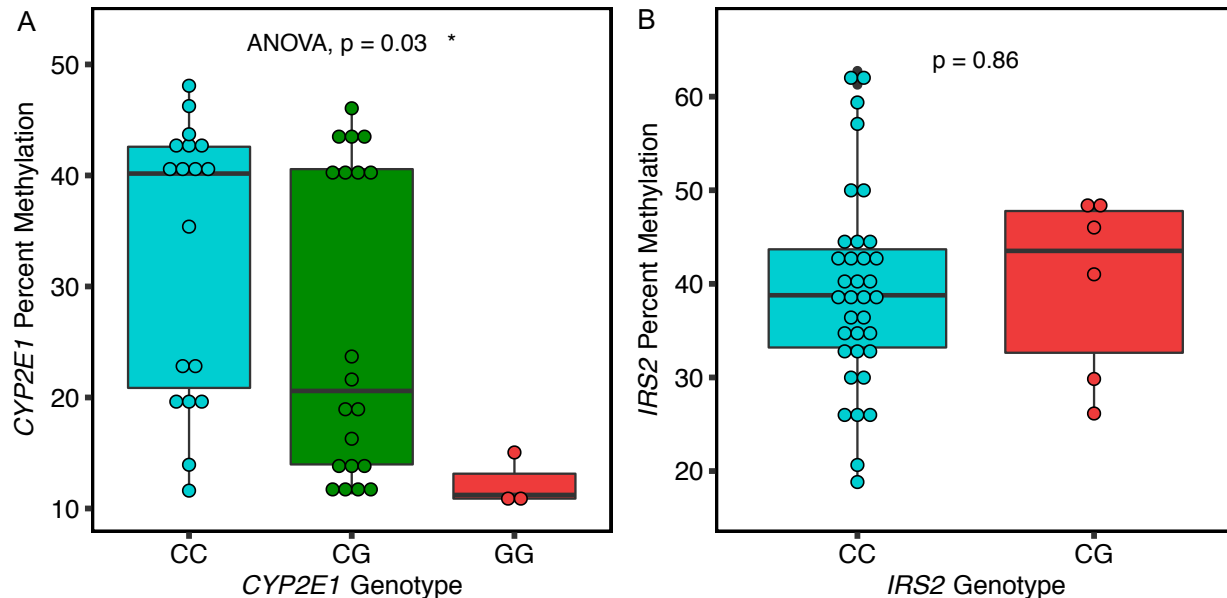 A
ANOVA, p = 0.03 *
50
40
30
20
10
CYP2E1 Percent Methylation
CC CG GG
CYP2E1 Genotype
B
p = 0.86
60
50
40
30
20
IRS2 Percent Methylation
CC CG
IRS2 Genotype